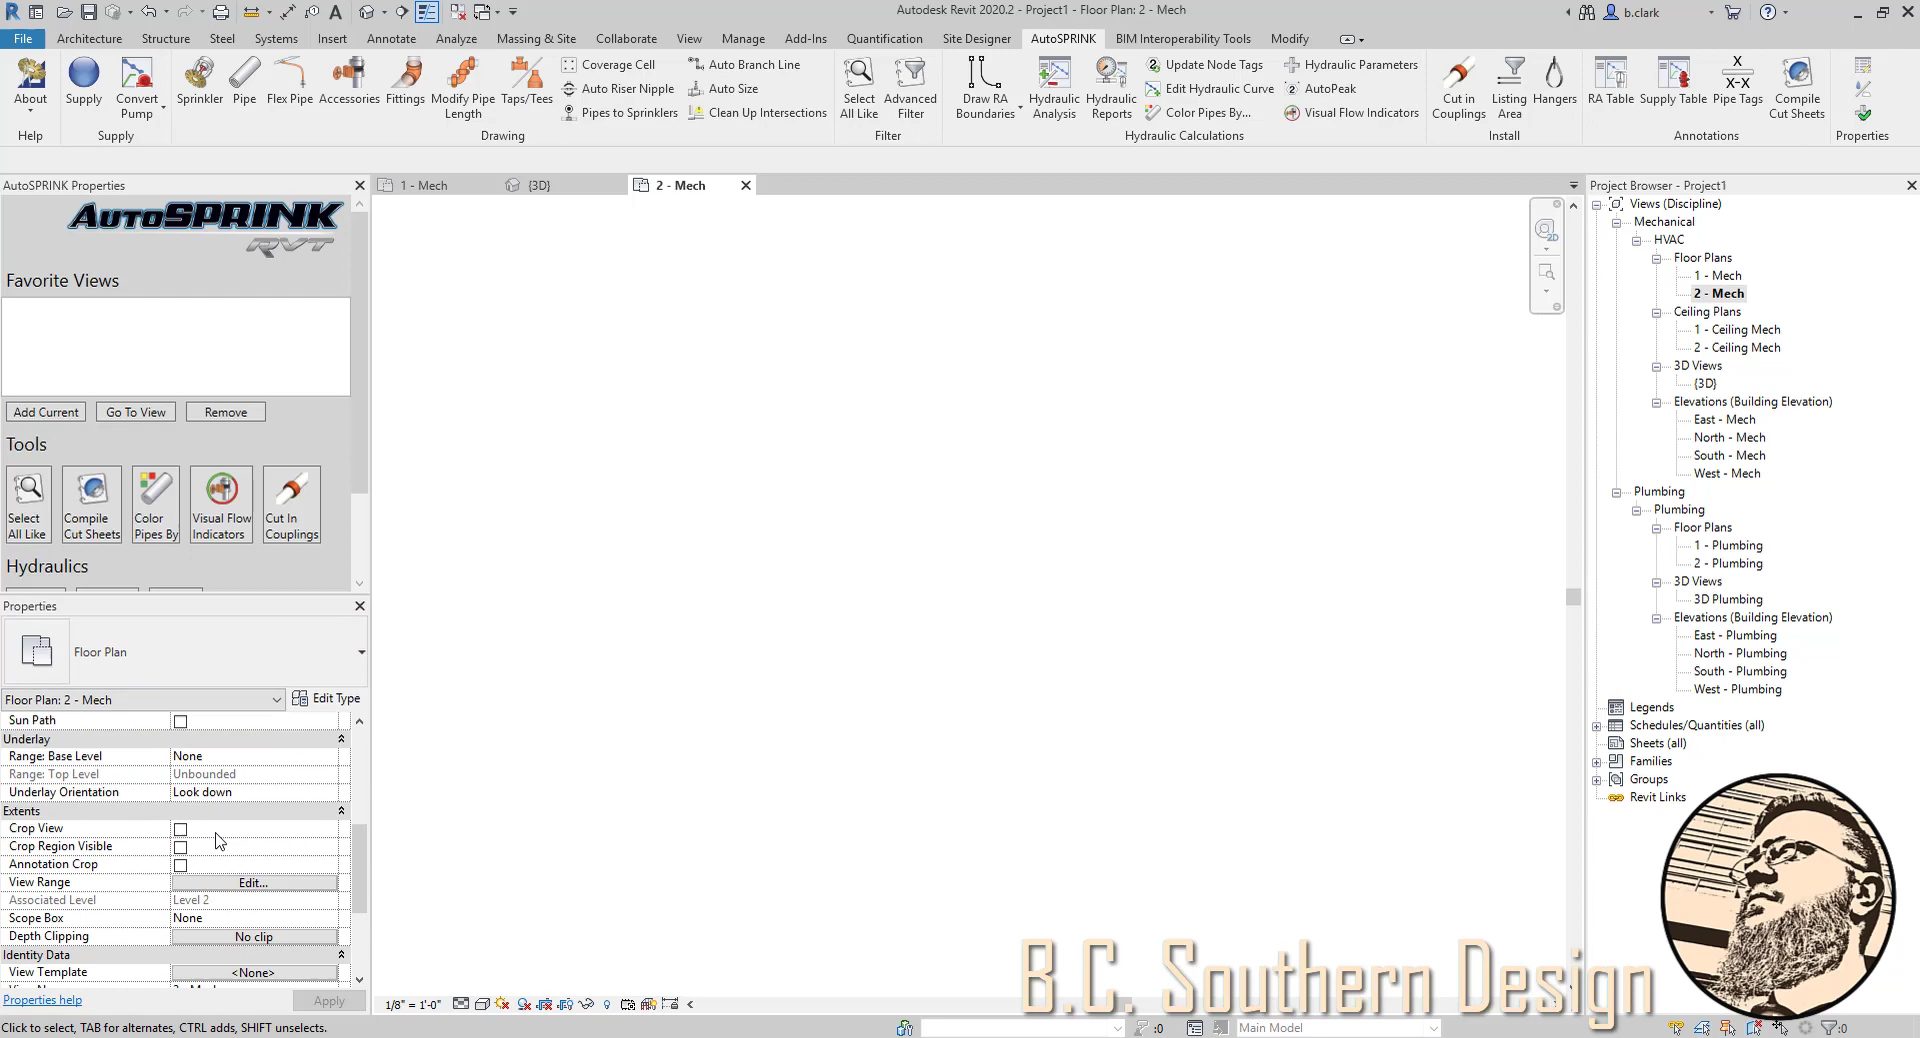 Autodesk Revit 2020.2 - Project1 - Floor Plan: 2 - Mech
b.clark
File Architecture Structure Steel Systems Insert Annotate Analyze Massing & Site Collaborate View Manage Add-Ins Quantification Site Designer AutoSPRINK BIM Interoperability Tools Modify
About
Help
Supply
Convert Pump
Supply
Sprinkler
Pipe
Flex Pipe
Accessories
Fittings
Modify Pipe Length
Taps/Tees
Coverage Cell
Auto Riser Nipple
Pipes to Sprinklers
Auto Branch Line
Auto Size
Clean Up Intersections
Drawing
Select All Like
Advanced Filter
Filter
Draw RA Boundaries
Hydraulic Analysis
Hydraulic Reports
Update Node Tags
Edit Hydraulic Curve
Color Pipes By...
Hydraulic Parameters
AutoPeak
Visual Flow Indicators
Hydraulic Calculations
Cut in Couplings
Listing Area
Hangers
Install
RA Table
Supply Table
X
X-X
Pipe Tags
Compile Cut Sheets
Annotations
Properties
AutoSPRINK Properties
AutoSPRINK
RVT
Favorite Views
Add Current
Go To View
Remove
Tools
Select All Like
Compile Cut Sheets
Color Pipes By
Visual Flow Indicators
Cut In Couplings
Hydraulics
Properties
Floor Plan
Floor Plan: 2 - Mech
Edit Type
Sun Path
Underlay
Range: Base Level None
Range: Top Level Unbounded
Underlay Orientation Look down
Extents
Crop View
Crop Region Visible
Annotation Crop
View Range Edit...
Associated Level Level 2
Scope Box None
Depth Clipping No clip
Identity Data
View Template <None>
Properties help
Apply
1 - Mech
{3D}
2 - Mech
2D
1/8" = 1'-0"
Project Browser - Project1
Views (Discipline)
Mechanical
HVAC
Floor Plans
1 - Mech
2 - Mech
Ceiling Plans
1 - Ceiling Mech
2 - Ceiling Mech
3D Views
{3D}
Elevations (Building Elevation)
East - Mech
North - Mech
South - Mech
West - Mech
Plumbing
Plumbing
Floor Plans
1 - Plumbing
2 - Plumbing
3D Views
3D Plumbing
Elevations (Building Elevation)
East - Plumbing
North - Plumbing
South - Plumbing
West - Plumbing
Legends
Schedules/Quantities (all)
Sheets (all)
Families
Groups
Revit Links
B.C. Southern Design
Click to select, TAB for alternates, CTRL adds, SHIFT unselects.
:0
Main Model
:0